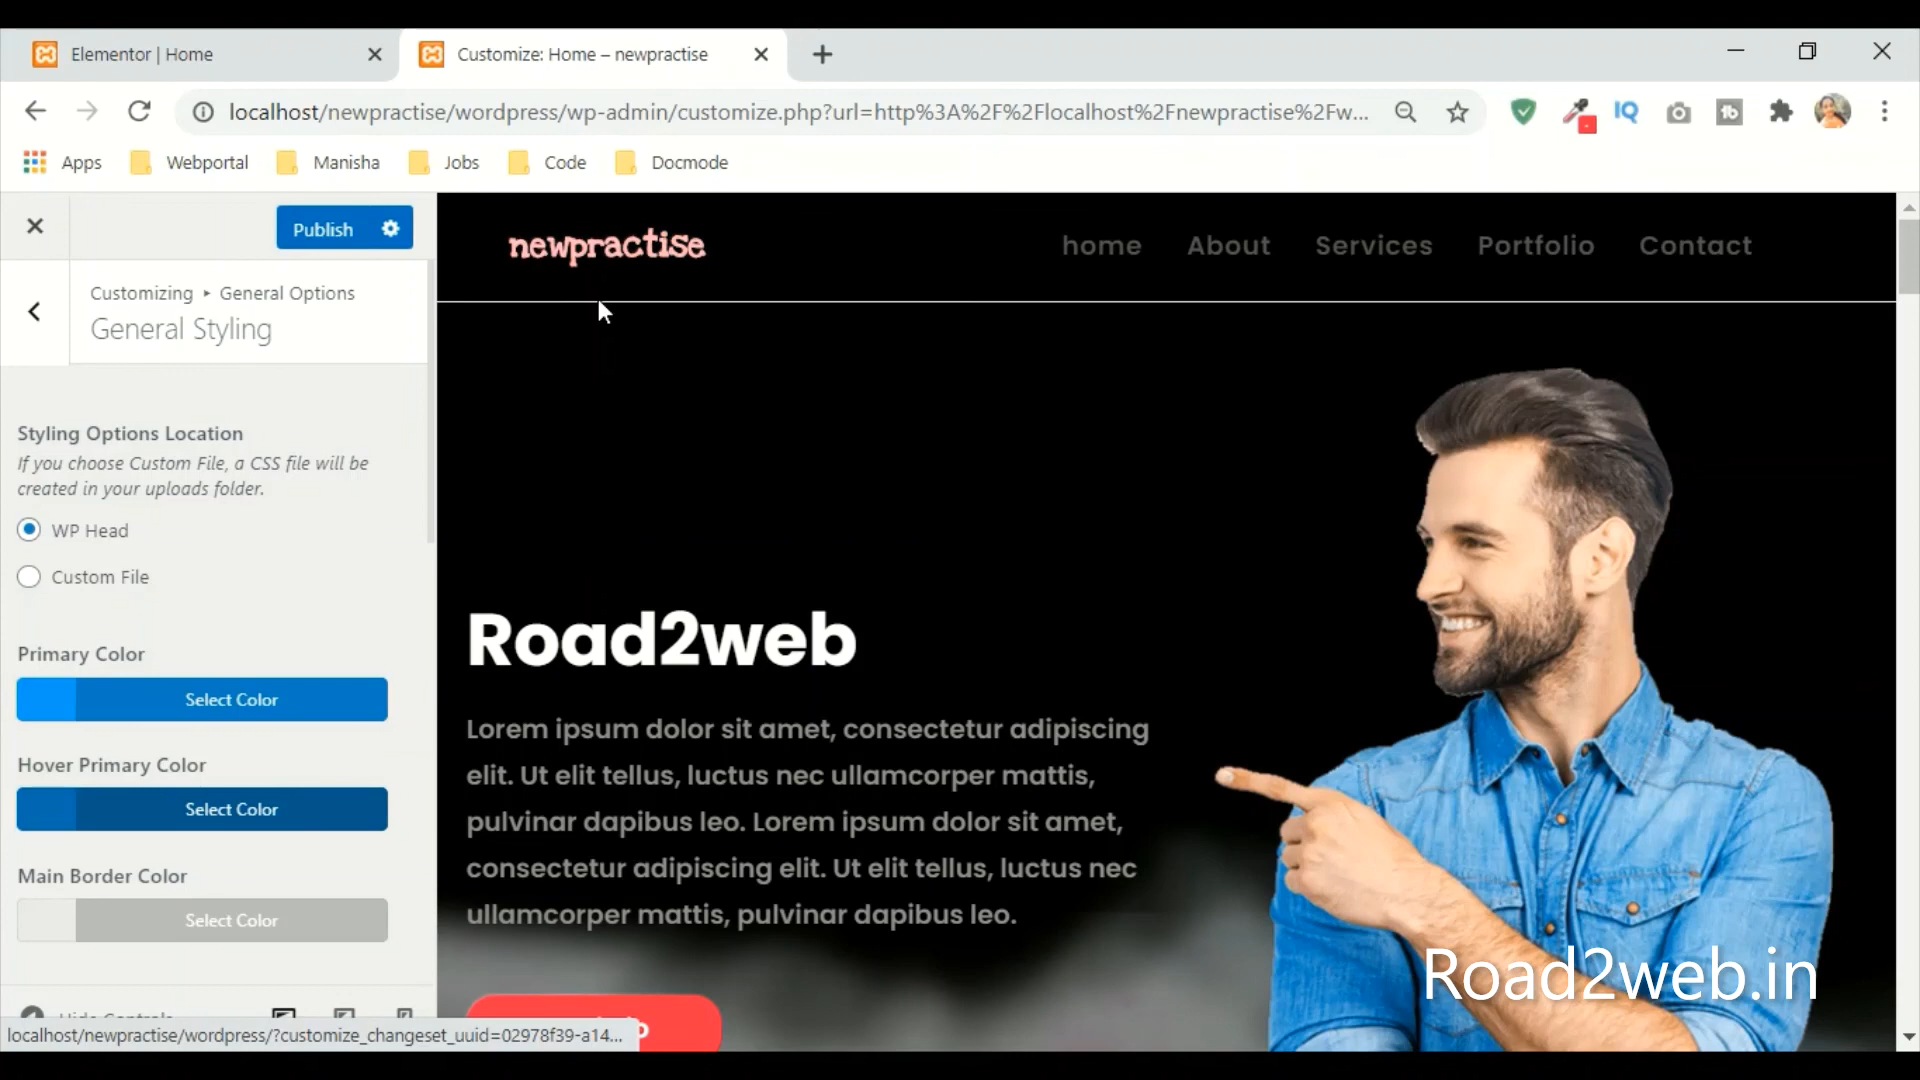 Elementor | Home
Customize: Home – newpractise
localhost/newpractise/wordpress/wp-admin/customize.php?url=http%3A%2F%2Flocalhost%2Fnewpractise%2Fw...
IQ
tb
Apps
Webportal
Manisha
Jobs
Code
Docmode
Publish
Customizing ▸ General Options
General Styling
Styling Options Location
If you choose Custom File, a CSS file will be
created in your uploads folder.
WP Head
Custom File
Primary Color
Select Color
Hover Primary Color
Select Color
Main Border Color
Select Color
localhost/newpractise/wordpress/?customize_changeset_uuid=02978f39-a14...
newpractise
home
About
Services
Portfolio
Contact
Road2web
Lorem ipsum dolor sit amet, consectetur adipiscing
elit. Ut elit tellus, luctus nec ullamcorper mattis,
pulvinar dapibus leo. Lorem ipsum dolor sit amet,
consectetur adipiscing elit. Ut elit tellus, luctus nec
ullamcorper mattis, pulvinar dapibus leo.
Road2web.in